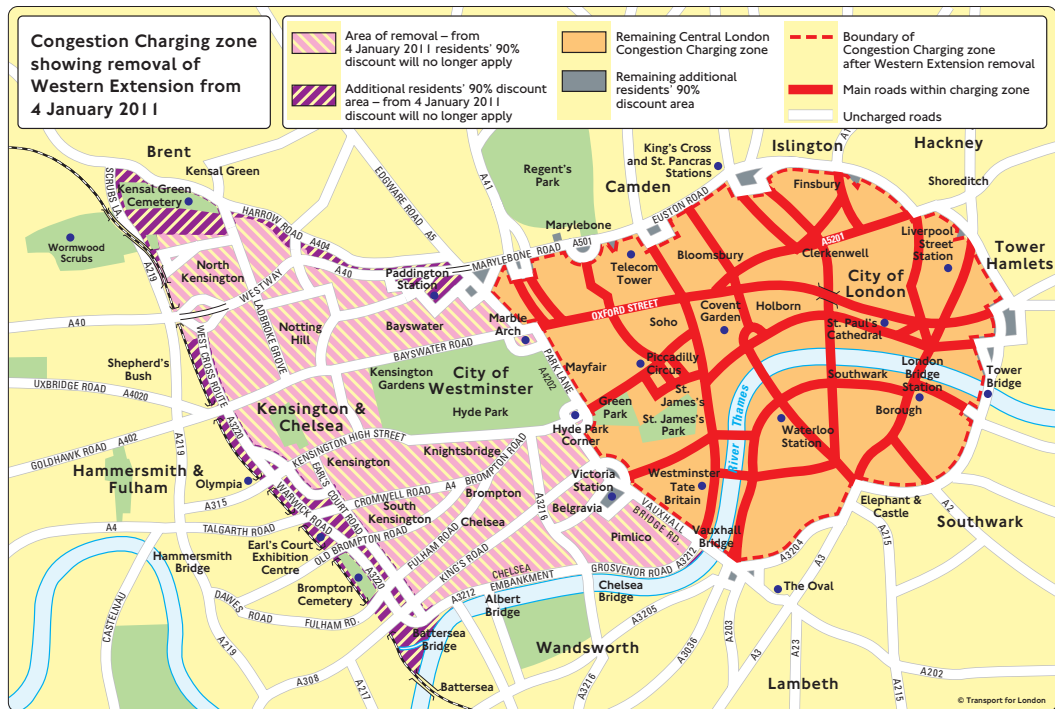 Congestion Charging zone
showing removal of
Western Extension from
4 January 2011
Area of removal – from
4 January 2011 residents' 90%
discount will no longer apply
Additional residents' 90% discount
area – from 4 January 2011
discount will no longer apply
Remaining Central London
Congestion Charging zone
Remaining additional
residents' 90%
discount area
Boundary of
Congestion Charging zone
after Western Extension removal
Main roads within charging zone
Uncharged roads
Brent
Kensal Green
SCRUBS LA
Kensal Green
Cemetery
HARROW
ROAD A404
EDGWARE ROAD A5
A41
Regent's
Park
Camden
King's Cross
and St. Pancras
Stations
Islington
A1
Hackney
Shoreditch
Finsbury
EUSTON ROAD
Marylebone
MARYLEBONE ROAD A501
Wormwood
Scrubs
A219
North
Kensington
A40
WESTWAY
Paddington
Station
Telecom
Tower
Bloomsbury
A5201
Clerkenwell
Liverpool
Street
Station
Tower
Hamlets
City of
London
LADBROKE GROVE
Notting
Hill
Bayswater
Marble
Arch
OXFORD STREET
Soho
Covent
Garden
Holborn
St. Paul's
Cathedral
A40
WEST CROSS ROUTE
Shepherd's
Bush
BAYSWATER ROAD
PARK LANE
A4202
Mayfair
Piccadilly
Circus
London
Bridge
Station
Tower
Bridge
Southwark
Kensington
Gardens
City of
Westminster
Hyde Park
UXBRIDGE ROAD
A4020
Kensington &
Chelsea
Green
Park
St.
James's
St. James's
Park
River Thames
Borough
Waterloo
Station
Hyde Park
Corner
A3220
GOLDHAWK ROAD
A402
A219
KENSINGTON HIGH STREET
Kensington
Knightsbridge
Hammersmith &
Fulham
Olympia
A315
WARWICK ROAD
EARL'S COURT ROAD
CROMWELL ROAD
A4
BROMPTON ROAD
Brompton
A3216
Victoria
Station
Belgravia
Westminster
Tate
Britain
Elephant &
Castle
A2
Southwark
A215
A4
TALGARTH ROAD
South
Kensington
Chelsea
Pimlico
VAUXHALL
BRIDGE RD
Vauxhall
Bridge
Earl's Court
Exhibition
Centre
OLD BROMPTON ROAD
FULHAM ROAD
KING'S ROAD
Hammersmith
Bridge
CHELSEA
EMBANKMENT
GROSVENOR ROAD
A3212
A3204
A3
Brompton
Cemetery
A3220
A3212
Albert
Bridge
Chelsea
Bridge
The Oval
CASTELNAU
DAWES ROAD
FULHAM RD.
A3205
A219
Battersea
Bridge
Wandsworth
A3036
A203
A3
A23
A202
A308
A217
Battersea
A3216
Lambeth
A215
© Transport for London